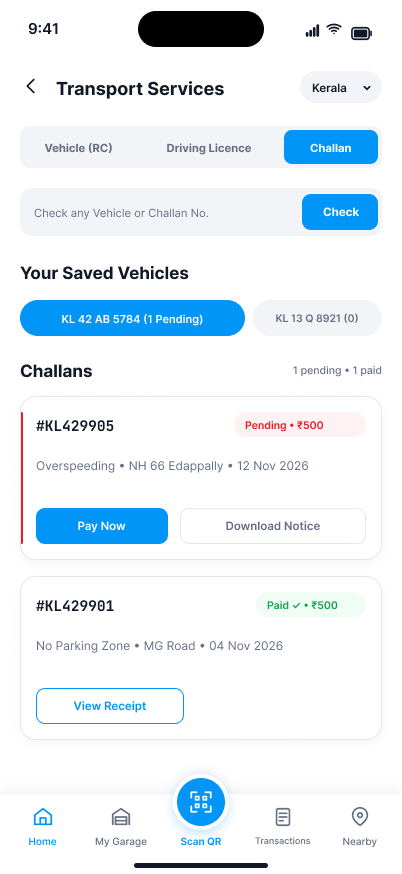 9:41
Transport Services
Kerala
Vehicle (RC) Driving Licence Challan
Check any Vehicle or Challan No. Check
Your Saved Vehicles
KL 42 AB 5784 (1 Pending) KL 13 Q 8921 (0)
Challans 1 pending • 1 paid
#KL429905 Pending • ₹500
Overspeeding • NH 66 Edappally • 12 Nov 2026
Pay Now Download Notice
#KL429901 Paid ✓ • ₹500
No Parking Zone • MG Road • 04 Nov 2026
View Receipt
Home My Garage Scan QR Transactions Nearby